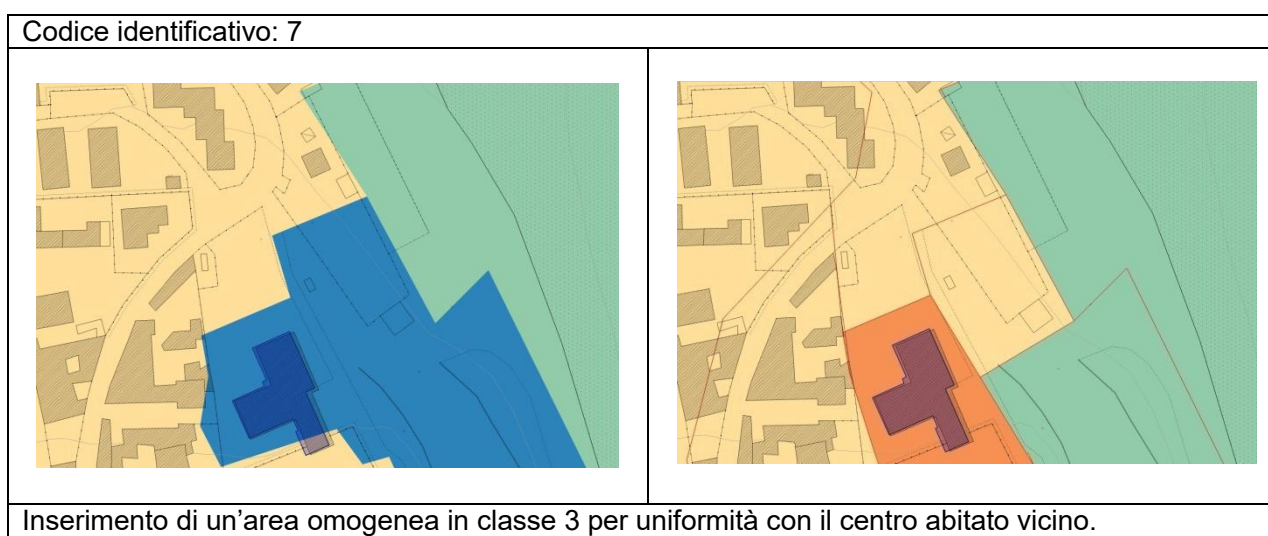 Codice identificativo: 7
Inserimento di un’area omogenea in classe 3 per uniformità con il centro abitato vicino.